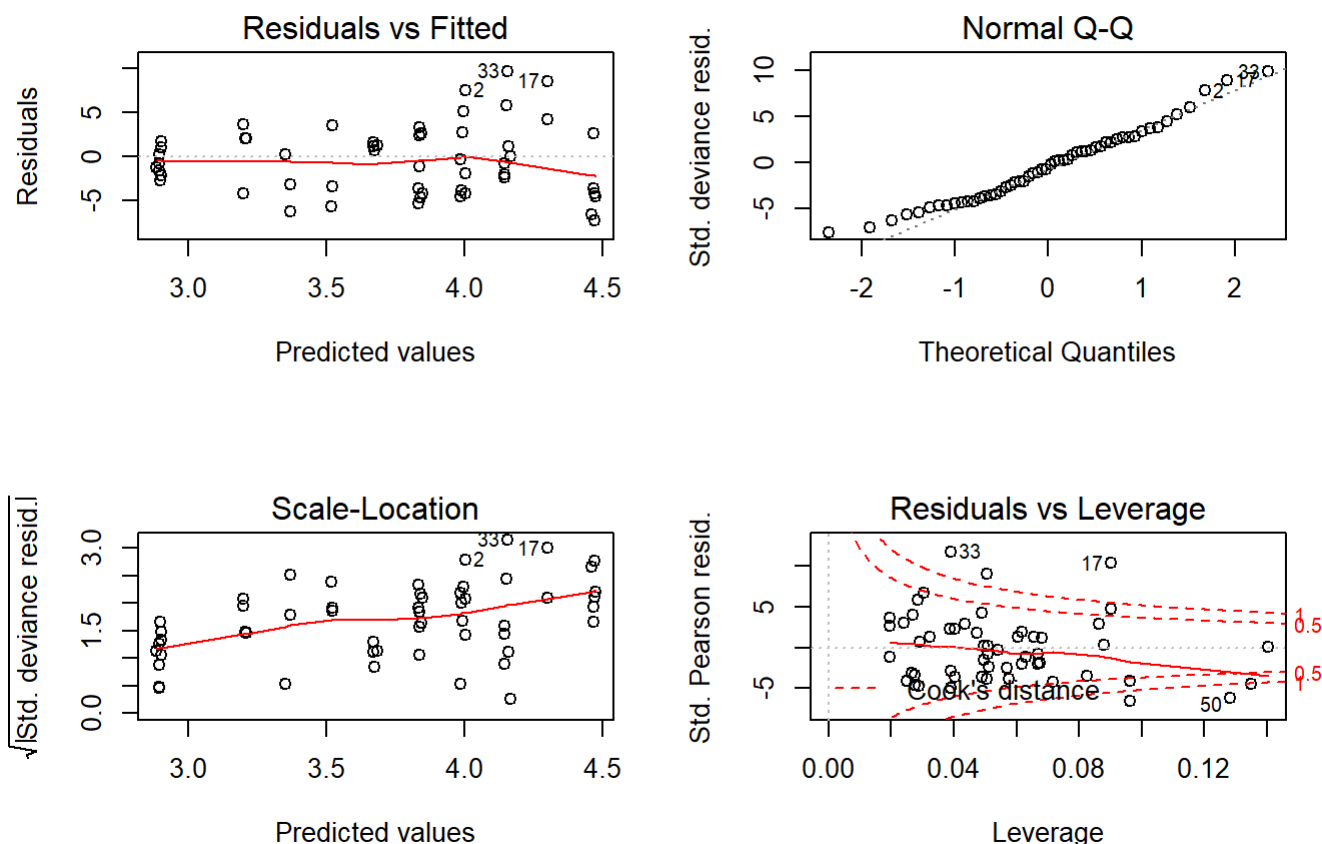 Residuals vs Fitted
Residuals
5
0
-5
33
17
2
3.0 3.5 4.0 4.5
Predicted values
Normal Q-Q
Std. deviance resid.
10
5
0
-5
33
17
2
-2 -1 0 1 2
Theoretical Quantiles
Scale-Location
√|Std. deviance resid.|
3.0
1.5
0.0
33
17
2
3.0 3.5 4.0 4.5
Predicted values
Residuals vs Leverage
Std. Pearson resid.
5
-5
33
17
50
Cook's distance
1
0.5
0.5
1
0.00 0.04 0.08 0.12
Leverage